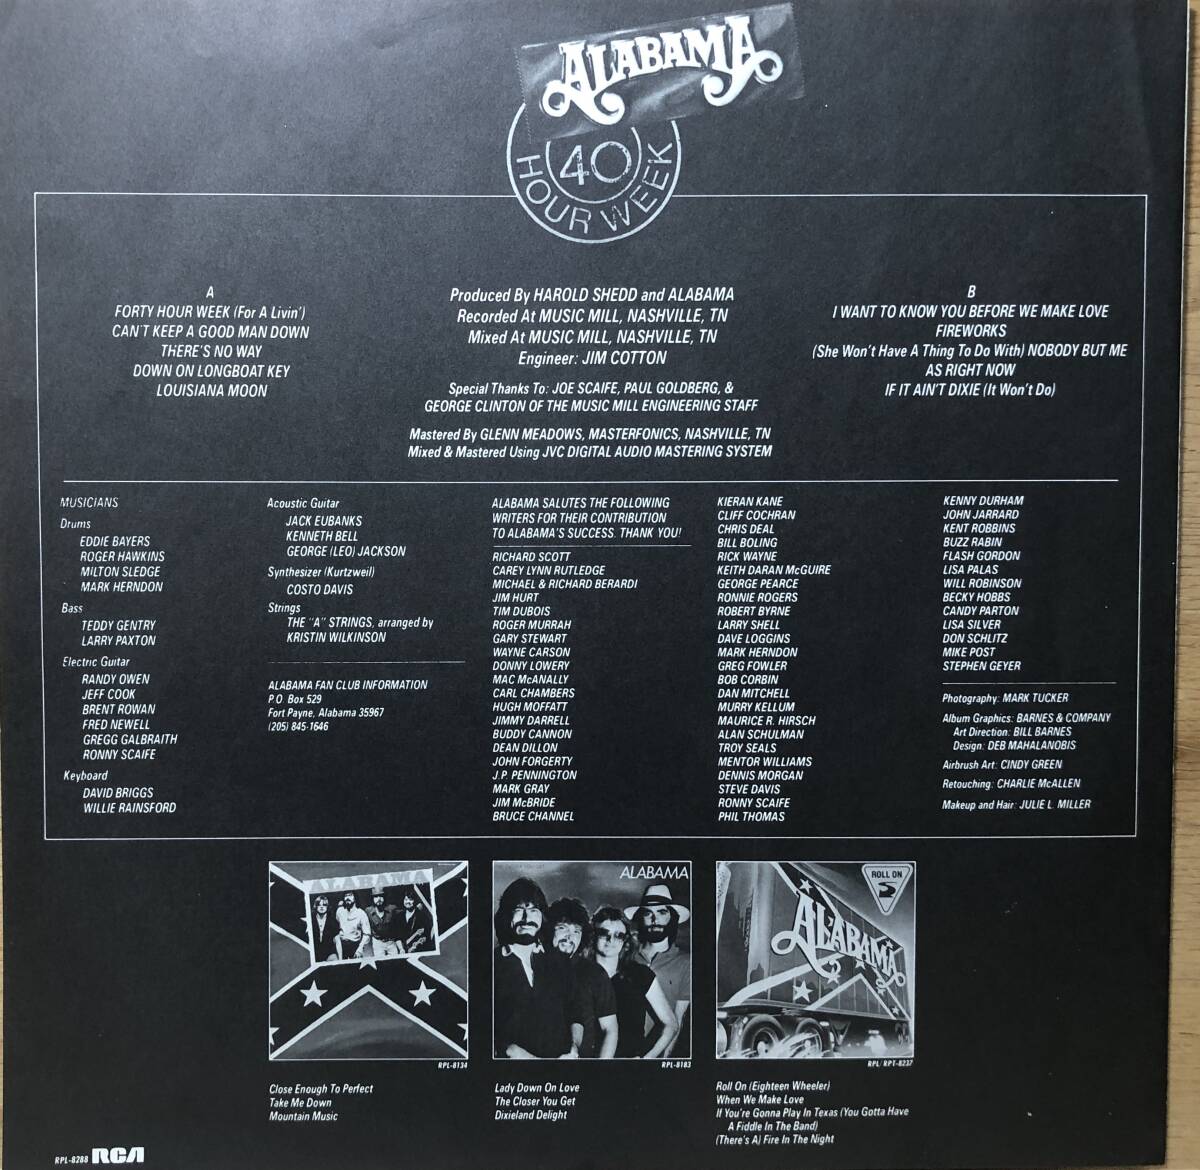 ALABAMA
40
HOUR WEEK
A
FORTY HOUR WEEK (For A Livin')
CAN'T KEEP A GOOD MAN DOWN
THERE'S NO WAY
DOWN ON LONGBOAT KEY
LOUISIANA MOON
Produced By HAROLD SHEDD and ALABAMA
Recorded At MUSIC MILL, NASHVILLE, TN
Mixed At MUSIC MILL, NASHVILLE, TN
Engineer: JIM COTTON
Special Thanks To: JOE SCAIFE, PAUL GOLDBERG, &
GEORGE CLINTON OF THE MUSIC MILL ENGINEERING STAFF
Mastered By GLENN MEADOWS, MASTERFONICS, NASHVILLE, TN
Mixed & Mastered Using JVC DIGITAL AUDIO MASTERING SYSTEM
B
I WANT TO KNOW YOU BEFORE WE MAKE LOVE
FIREWORKS
(She Won't Have A Thing To Do With) NOBODY BUT ME
AS RIGHT NOW
IF IT AIN'T DIXIE (It Won't Do)
MUSICIANS
Drums
EDDIE BAYERS
ROGER HAWKINS
MILTON SLEDGE
MARK HERNDON
Bass
TEDDY GENTRY
LARRY PAXTON
Electric Guitar
RANDY OWEN
JEFF COOK
BRENT ROWAN
FRED NEWELL
GREGG GALBRAITH
RONNY SCAIFE
Keyboard
DAVID BRIGGS
WILLIE RAINSFORD
Acoustic Guitar
JACK EUBANKS
KENNETH BELL
GEORGE (LEO) JACKSON
Synthesizer (Kurtzweil)
COSTO DAVIS
Strings
THE "A" STRINGS, arranged by
KRISTIN WILKINSON
ALABAMA FAN CLUB INFORMATION
P.O. Box 529
Fort Payne, Alabama 35967
(205) 845-1646
ALABAMA SALUTES THE FOLLOWING
WRITERS FOR THEIR CONTRIBUTION
TO ALABAMA'S SUCCESS. THANK YOU!
RICHARD SCOTT
CAREY LYNN RUTLEDGE
MICHAEL & RICHARD BERARDI
JIM HURT
TIM DUBOIS
ROGER MURRAH
GARY STEWART
WAYNE CARSON
DONNY LOWERY
MAC McANALLY
CARL CHAMBERS
HUGH MOFFATT
JIMMY DARRELL
BUDDY CANNON
DEAN DILLON
JOHN FORGERTY
J.P. PENNINGTON
MARK GRAY
JIM McBRIDE
BRUCE CHANNEL
KIERAN KANE
CLIFF COCHRAN
CHRIS DEAL
BILL BOLING
RICK WAYNE
KEITH DARAN McGUIRE
GEORGE PEARCE
RONNIE ROGERS
ROBERT BYRNE
LARRY SHELL
DAVE LOGGINS
MARK HERNDON
GREG FOWLER
BOB CORBIN
DAN MITCHELL
MURRY KELLUM
MAURICE R. HIRSCH
ALAN SCHULMAN
TROY SEALS
MENTOR WILLIAMS
DENNIS MORGAN
STEVE DAVIS
RONNY SCAIFE
PHIL THOMAS
KENNY DURHAM
JOHN JARRARD
KENT ROBBINS
BUZZ RABIN
FLASH GORDON
LISA PALAS
WILL ROBINSON
BECKY HOBBS
CANDY PARTON
LISA SILVER
DON SCHLITZ
MIKE POST
STEPHEN GEYER
Photography: MARK TUCKER
Album Graphics: BARNES & COMPANY
Art Direction: BILL BARNES
Design: DEB MAHALANOBIS
Airbrush Art: CINDY GREEN
Retouching: CHARLIE McALLEN
Makeup and Hair: JULIE L. MILLER
ALABAMA
RPL-8134
Close Enough To Perfect
Take Me Down
Mountain Music
ALABAMA
RPL-8183
Lady Down On Love
The Closer You Get
Dixieland Delight
ROLL ON
ALABAMA
RPL/ RPT-8237
Roll On (Eighteen Wheeler)
When We Make Love
If You're Gonna Play In Texas (You Gotta Have
A Fiddle In The Band)
(There's A) Fire In The Night
RPL-8288 RCA